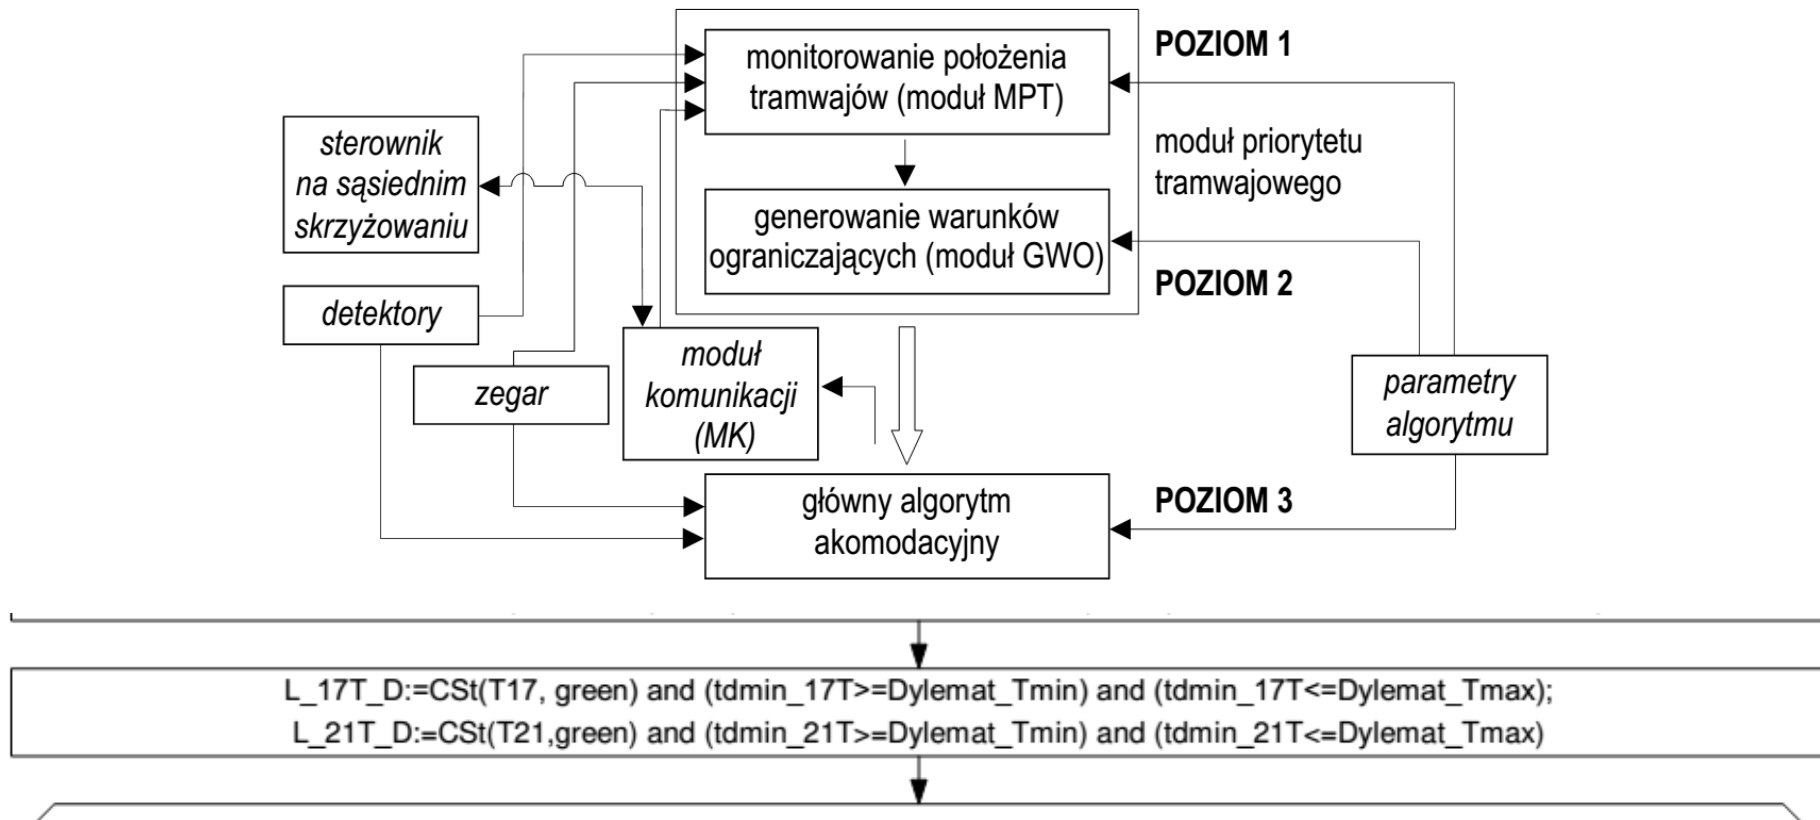 monitorowanie położenia
tramwajów (moduł MPT)
POZIOM 1
moduł priorytetu
tramwajowego
sterownik
na sąsiednim
skrzyżowaniu
generowanie warunków
ograniczających (moduł GWO)
POZIOM 2
detektory
zegar
moduł
komunikacji
(MK)
parametry
algorytmu
główny algorytm
akomodacyjny
POZIOM 3
L_17T_D:=CSt(T17, green) and (tdmin_17T>=Dylemat_Tmin) and (tdmin_17T<=Dylemat_Tmax);
L_21T_D:=CSt(T21,green) and (tdmin_21T>=Dylemat_Tmin) and (tdmin_21T<=Dylemat_Tmax)